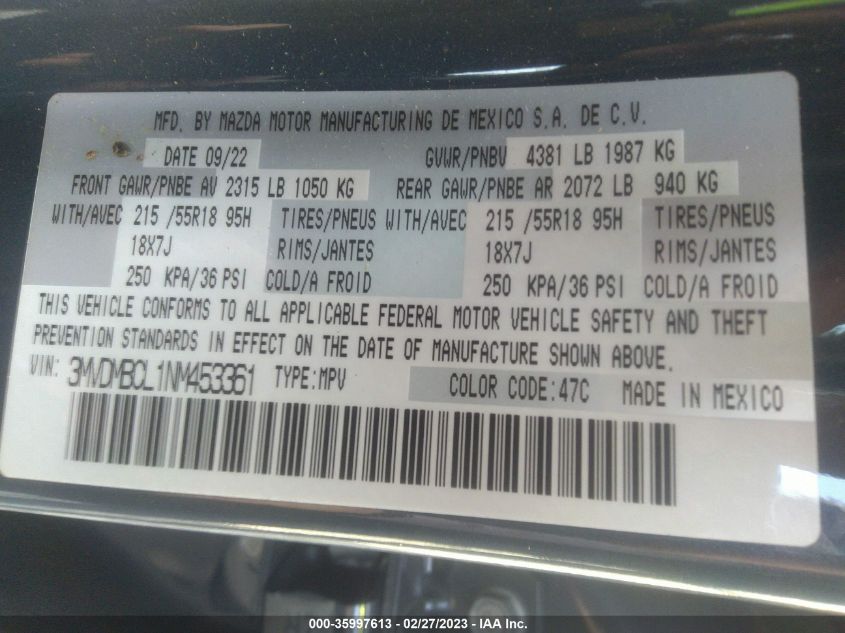 MFD. BY MAZDA MOTOR MANUFACTURING DE MEXICO S.A. DE C.V.
DATE 09/22 GVWR/PNBV 4381 LB 1987 KG
FRONT GAWR/PNBE AV 2315 LB 1050 KG REAR GAWR/PNBE AR 2072 LB 940 KG
WITH/AVEC 215 /55R18 95H TIRES/PNEUS WITH/AVEC 215 /55R18 95H TIRES/PNEUS
18X7J RIMS/JANTES 18X7J RIMS/JANTES
250 KPA/36 PSI COLD/A FROID 250 KPA/36 PSI COLD/A FROID
THIS VEHICLE CONFORMS TO ALL APPLICABLE FEDERAL MOTOR VEHICLE SAFETY AND THEFT
PREVENTION STANDARDS IN EFFECT ON THE DATE OF MANUFACTURE SHOWN ABOVE.
VIN: 3MVDMBCL1NM453361 TYPE:MPV COLOR CODE:47C MADE IN MEXICO
000-35997613 - 02/27/2023 - IAA Inc.